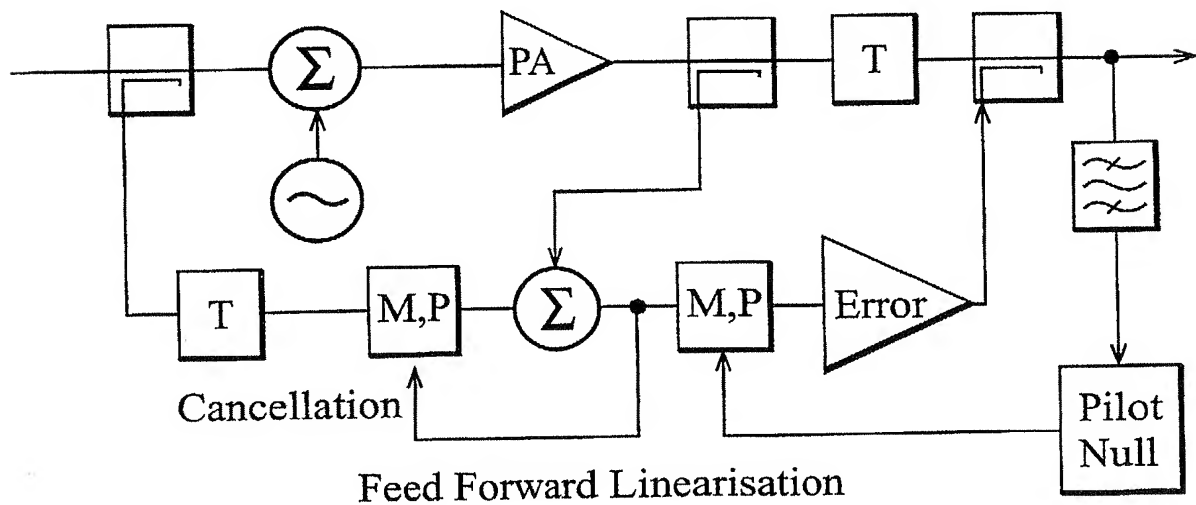 PA
T
Σ
T
M,P
Σ
M,P
Error
Cancellation
Pilot
Null
Feed Forward Linearisation